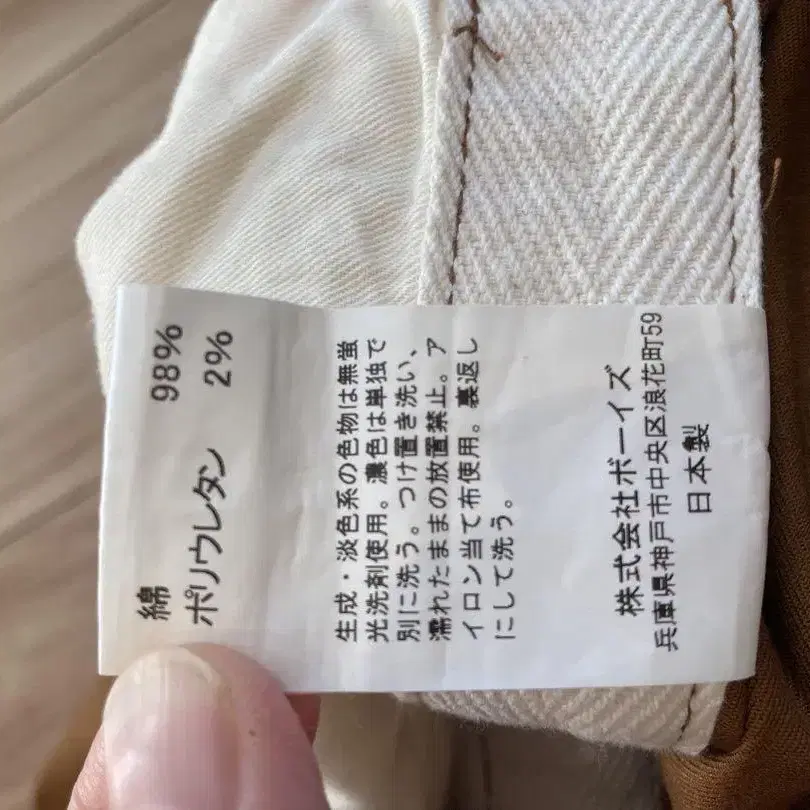 綿 98%
ポリウレタン 2%
生成・淡色系の色物は無蛍
光洗剤使用。濃色は単独で
別に洗う。つけ置き洗い、
濡れたままの放置禁止。ア
イロン当て布使用。裏返し
にして洗う。
株式会社ボーイズ
兵庫県神戸市中央区浪花町59
日本製